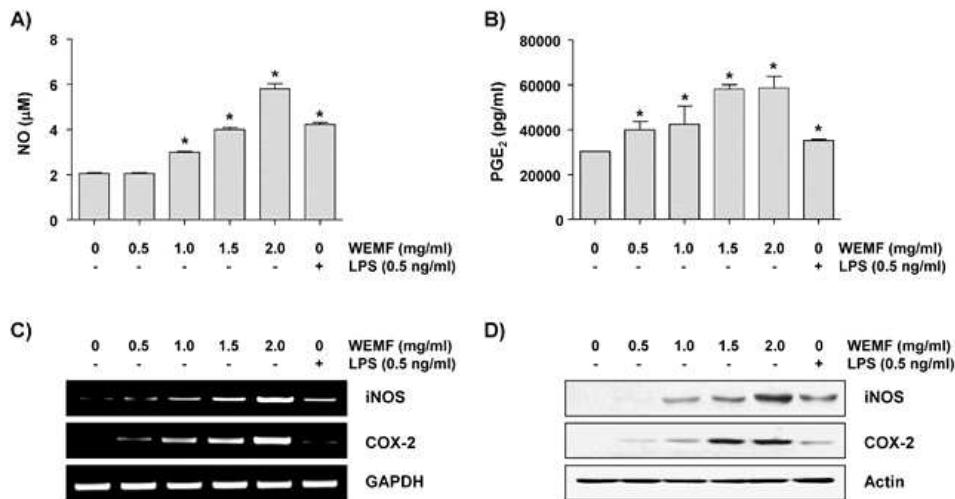 A)
8
6
4
2
0
NO (μM)
*
*
*
*
0 0.5 1.0 1.5 2.0 0 WEMF (mg/ml)
- - - - - + LPS (0.5 ng/ml)
B)
80000
60000
40000
20000
0
PGE2 (pg/ml)
*
*
*
*
*
0 0.5 1.0 1.5 2.0 0 WEMF (mg/ml)
- - - - - + LPS (0.5 ng/ml)
C)
0 0.5 1.0 1.5 2.0 0 WEMF (mg/ml)
- - - - - + LPS (0.5 ng/ml)
iNOS
COX-2
GAPDH
D)
0 0.5 1.0 1.5 2.0 0 WEMF (mg/ml)
- - - - - + LPS (0.5 ng/ml)
iNOS
COX-2
Actin